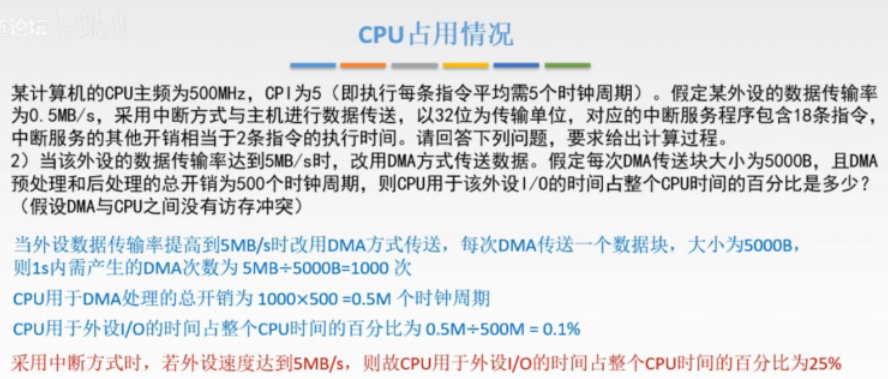 论坛
CPU占用情况
某计算机的CPU主频为500MHz，CPI为5（即执行每条指令平均需5个时钟周期）。假定某外设的数据传输率
为0.5MB/s，采用中断方式与主机进行数据传送，以32位为传输单位，对应的中断服务程序包含18条指令，
中断服务的其他开销相当于2条指令的执行时间。请回答下列问题，要求给出计算过程。
2）当该外设的数据传输率达到5MB/s时，改用DMA方式传送数据。假定每次DMA传送块大小为5000B，且DMA
预处理和后处理的总开销为500个时钟周期，则CPU用于该外设I/O的时间占整个CPU时间的百分比是多少？
（假设DMA与CPU之间没有访存冲突）
当外设数据传输率提高到5MB/s时改用DMA方式传送，每次DMA传送一个数据块，大小为5000B，
则1s内需产生的DMA次数为 5MB÷5000B=1000 次
CPU用于DMA处理的总开销为 1000×500 =0.5M 个时钟周期
CPU用于外设I/O的时间占整个CPU时间的百分比为 0.5M÷500M = 0.1%
采用中断方式时，若外设速度达到5MB/s，则故CPU用于外设I/O的时间占整个CPU时间的百分比为25%